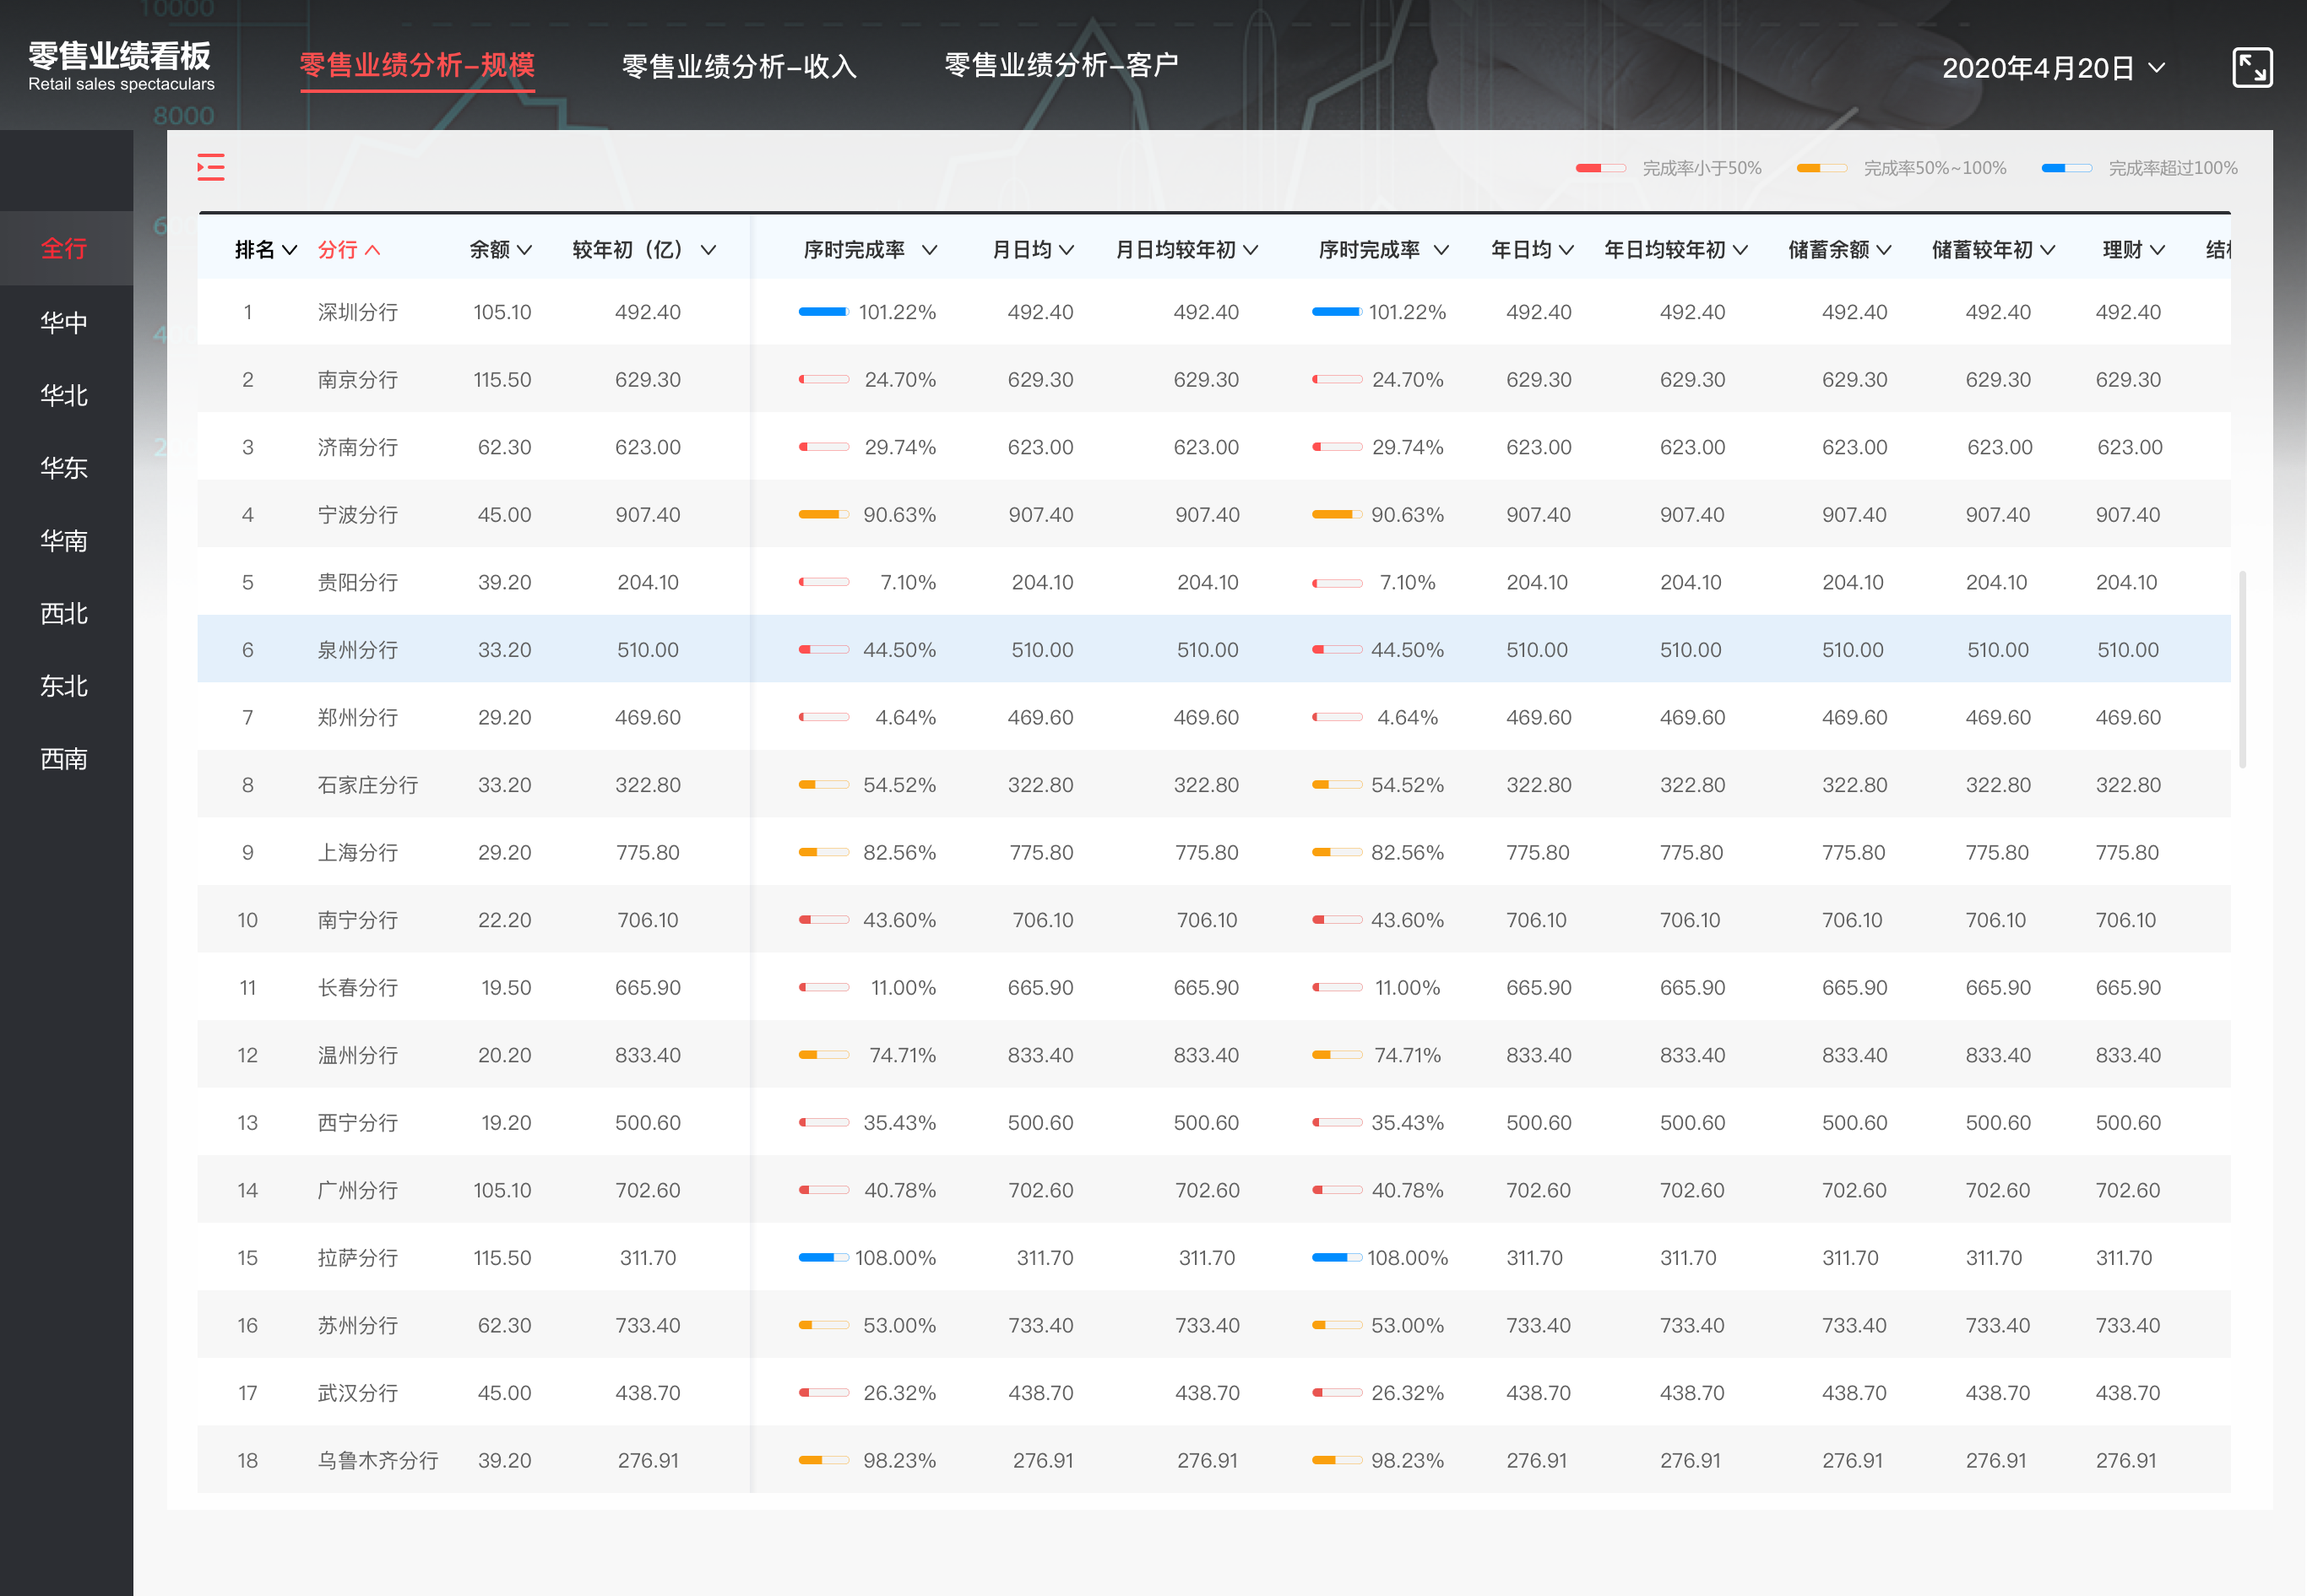 10000
零售业绩看板
Retail sales spectaculars
零售业绩分析-规模
零售业绩分析-收入
零售业绩分析-客户
2020年4月20日
8000
完成率小于50%
完成率50%~100%
完成率超过100%
全行
华中
华北
华东
华南
西北
东北
西南
排名 分行 余额 较年初（亿） 序时完成率 月日均 月日均较年初 序时完成率 年日均 年日均较年初 储蓄余额 储蓄较年初 理财
1 深圳分行 105.10 492.40 101.22% 492.40 492.40 101.22% 492.40 492.40 492.40 492.40 492.40
2 南京分行 115.50 629.30 24.70% 629.30 629.30 24.70% 629.30 629.30 629.30 629.30 629.30
3 济南分行 62.30 623.00 29.74% 623.00 623.00 29.74% 623.00 623.00 623.00 623.00 623.00
4 宁波分行 45.00 907.40 90.63% 907.40 907.40 90.63% 907.40 907.40 907.40 907.40 907.40
5 贵阳分行 39.20 204.10 7.10% 204.10 204.10 7.10% 204.10 204.10 204.10 204.10 204.10
6 泉州分行 33.20 510.00 44.50% 510.00 510.00 44.50% 510.00 510.00 510.00 510.00 510.00
7 郑州分行 29.20 469.60 4.64% 469.60 469.60 4.64% 469.60 469.60 469.60 469.60 469.60
8 石家庄分行 33.20 322.80 54.52% 322.80 322.80 54.52% 322.80 322.80 322.80 322.80 322.80
9 上海分行 29.20 775.80 82.56% 775.80 775.80 82.56% 775.80 775.80 775.80 775.80 775.80
10 南宁分行 22.20 706.10 43.60% 706.10 706.10 43.60% 706.10 706.10 706.10 706.10 706.10
11 长春分行 19.50 665.90 11.00% 665.90 665.90 11.00% 665.90 665.90 665.90 665.90 665.90
12 温州分行 20.20 833.40 74.71% 833.40 833.40 74.71% 833.40 833.40 833.40 833.40 833.40
13 西宁分行 19.20 500.60 35.43% 500.60 500.60 35.43% 500.60 500.60 500.60 500.60 500.60
14 广州分行 105.10 702.60 40.78% 702.60 702.60 40.78% 702.60 702.60 702.60 702.60 702.60
15 拉萨分行 115.50 311.70 108.00% 311.70 311.70 108.00% 311.70 311.70 311.70 311.70 311.70
16 苏州分行 62.30 733.40 53.00% 733.40 733.40 53.00% 733.40 733.40 733.40 733.40 733.40
17 武汉分行 45.00 438.70 26.32% 438.70 438.70 26.32% 438.70 438.70 438.70 438.70 438.70
18 乌鲁木齐分行 39.20 276.91 98.23% 276.91 276.91 98.23% 276.91 276.91 276.91 276.91 276.91